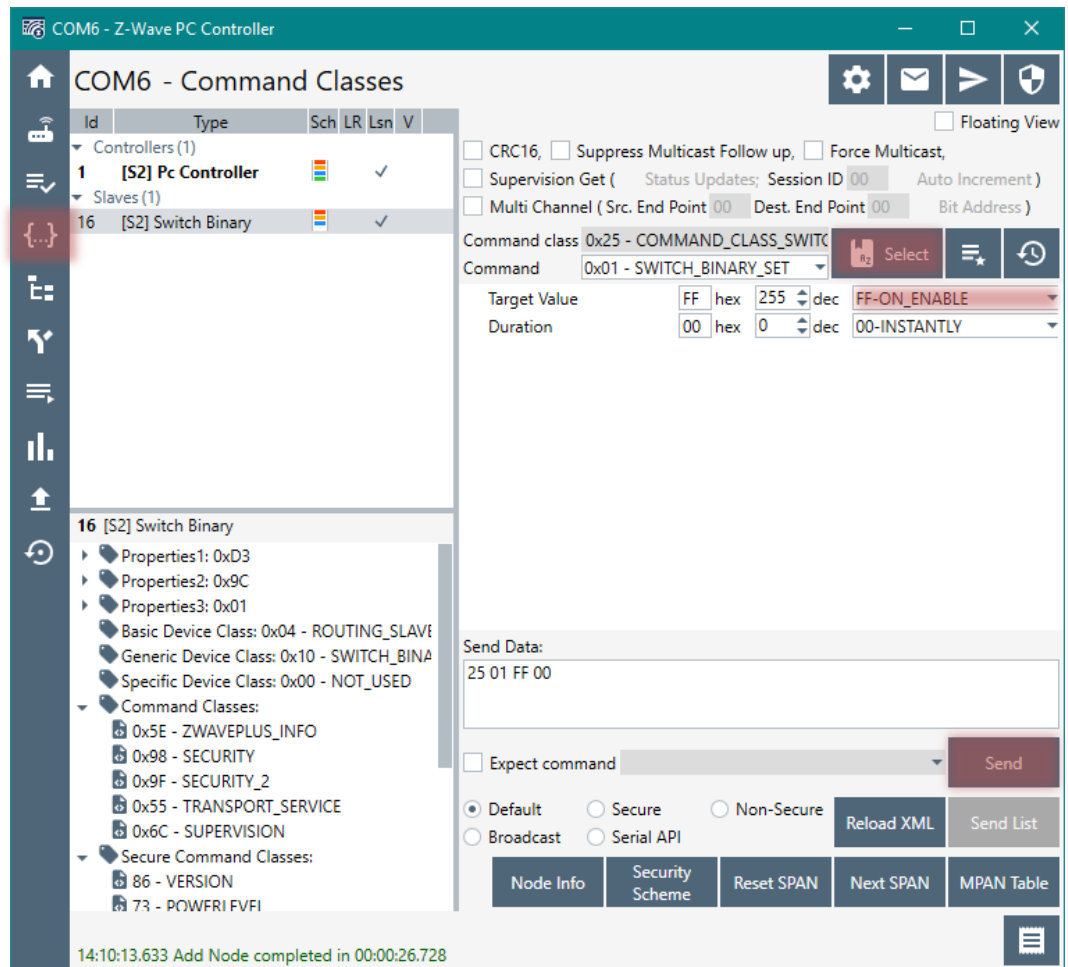 COM6 - Z-Wave PC Controller
COM6 - Command Classes
Id Type Sch LR Lsn V
Controllers (1)
1 [S2] Pc Controller
Slaves (1)
16 [S2] Switch Binary
Floating View
CRC16, Suppress Multicast Follow up, Force Multicast,
Supervision Get ( Status Updates; Session ID 00 Auto Increment )
Multi Channel ( Src. End Point 00 Dest. End Point 00 Bit Address )
Command class 0x25 - COMMAND_CLASS_SWITC
Select
Command 0x01 - SWITCH_BINARY_SET
Target Value FF hex 255 dec FF-ON_ENABLE
Duration 00 hex 0 dec 00-INSTANTLY
16 [S2] Switch Binary
Properties1: 0xD3
Properties2: 0x9C
Properties3: 0x01
Basic Device Class: 0x04 - ROUTING_SLAVE
Generic Device Class: 0x10 - SWITCH_BINA
Specific Device Class: 0x00 - NOT_USED
Command Classes:
0x5E - ZWAVEPLUS_INFO
0x98 - SECURITY
0x9F - SECURITY_2
0x55 - TRANSPORT_SERVICE
0x6C - SUPERVISION
Secure Command Classes:
86 - VERSION
73 - POWERLEVEL
Send Data:
25 01 FF 00
Expect command
Send
Default Secure Non-Secure
Broadcast Serial API
Reload XML Send List
Node Info Security Scheme Reset SPAN Next SPAN MPAN Table
14:10:13.633 Add Node completed in 00:00:26.728